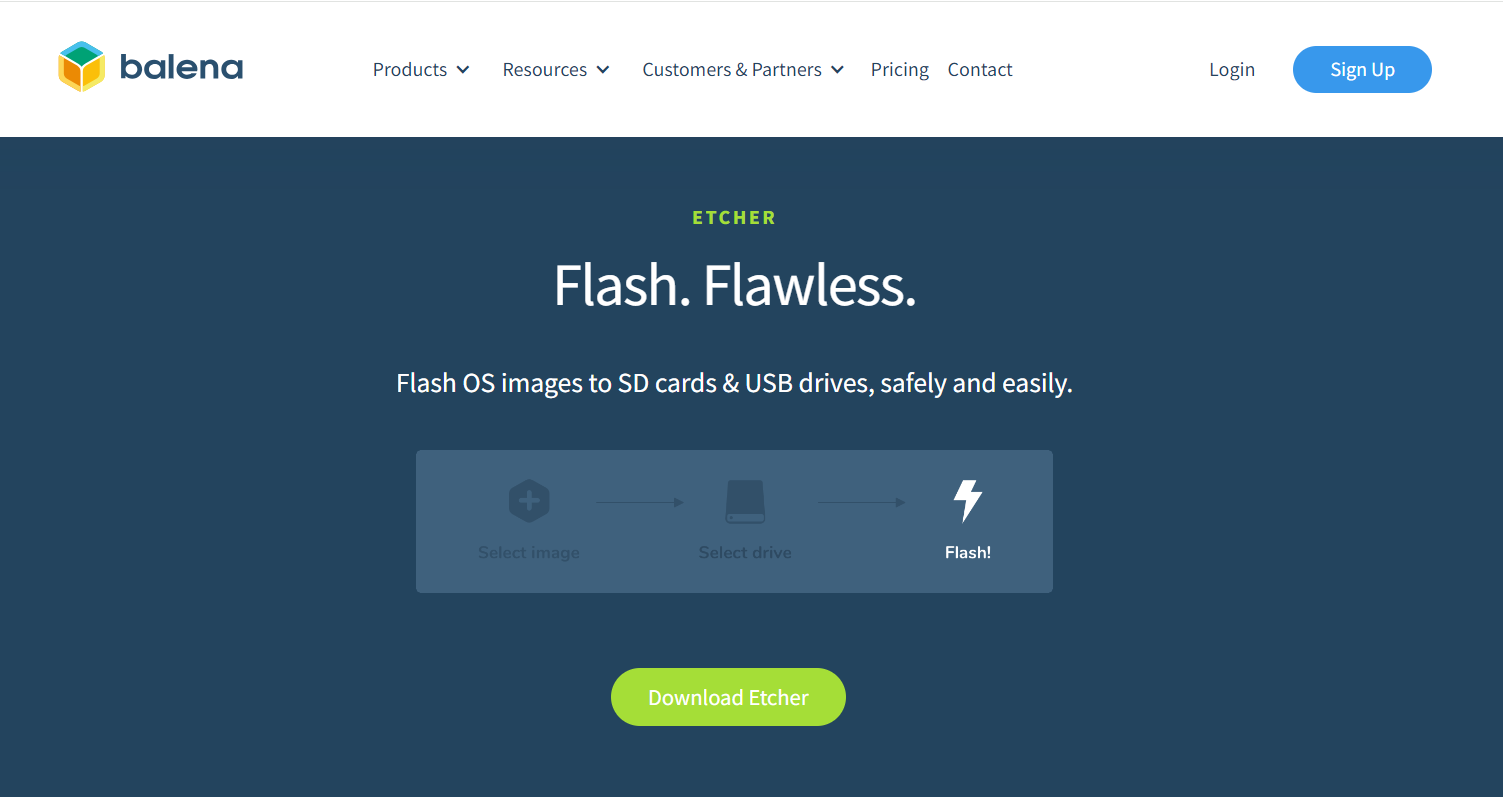 balena Products Resources Customers & Partners Pricing Contact Login Sign Up
ETCHER
Flash. Flawless.
Flash OS images to SD cards & USB drives, safely and easily.
Select image Select drive Flash!
Download Etcher